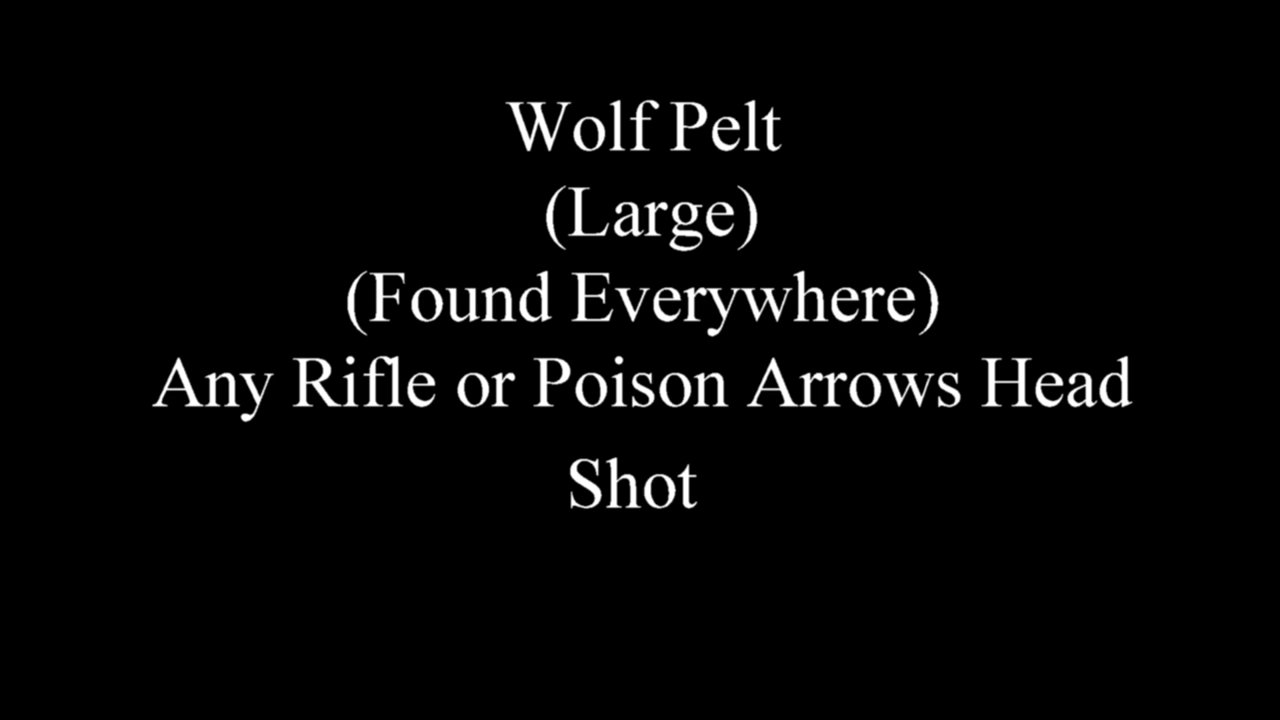 Wolf Pelt
(Large)
(Found Everywhere)
Any Rifle or Poison Arrows Head
Shot